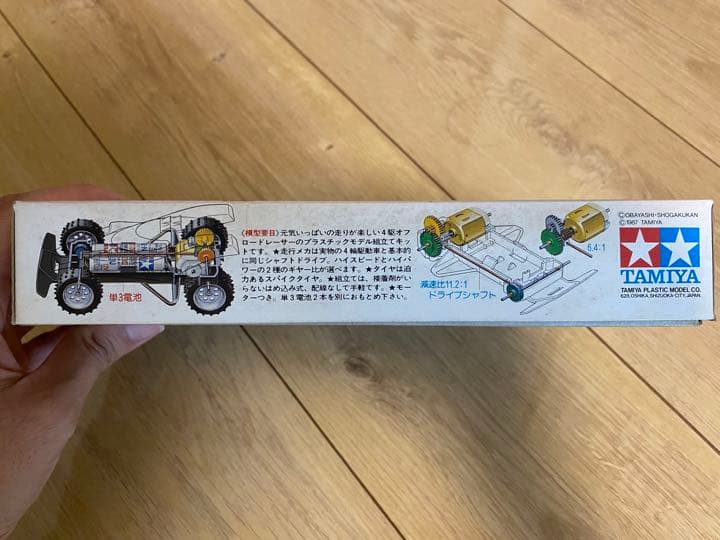 《模型要目》元気いっぱいの走りが楽しい4駆オフ
ロードレーサーのプラスチックモデル組立てキッ
トです。★走行メカは実物の4輪駆動車と基本的
に同じシャフトドライブ。ハイスピードとハイパ
ワーの2種のギヤー比が選べます。★タイヤは迫
力あるスパイクタイヤ。★組立ては、接着剤がい
らないはめ込み式、配線なしで手軽です。★モー
ターつき。単3電池2本を別におもとめ下さい。
単3電池
減速比11.2:1
ドライブシャフト
6.4:1
©OBAYASHI・SHOGAKUKAN
©1987 TAMIYA
TAMIYA
TAMIYA PLASTIC MODEL CO.
628, OSHIKA, SHIZUOKA-CITY, JAPAN.